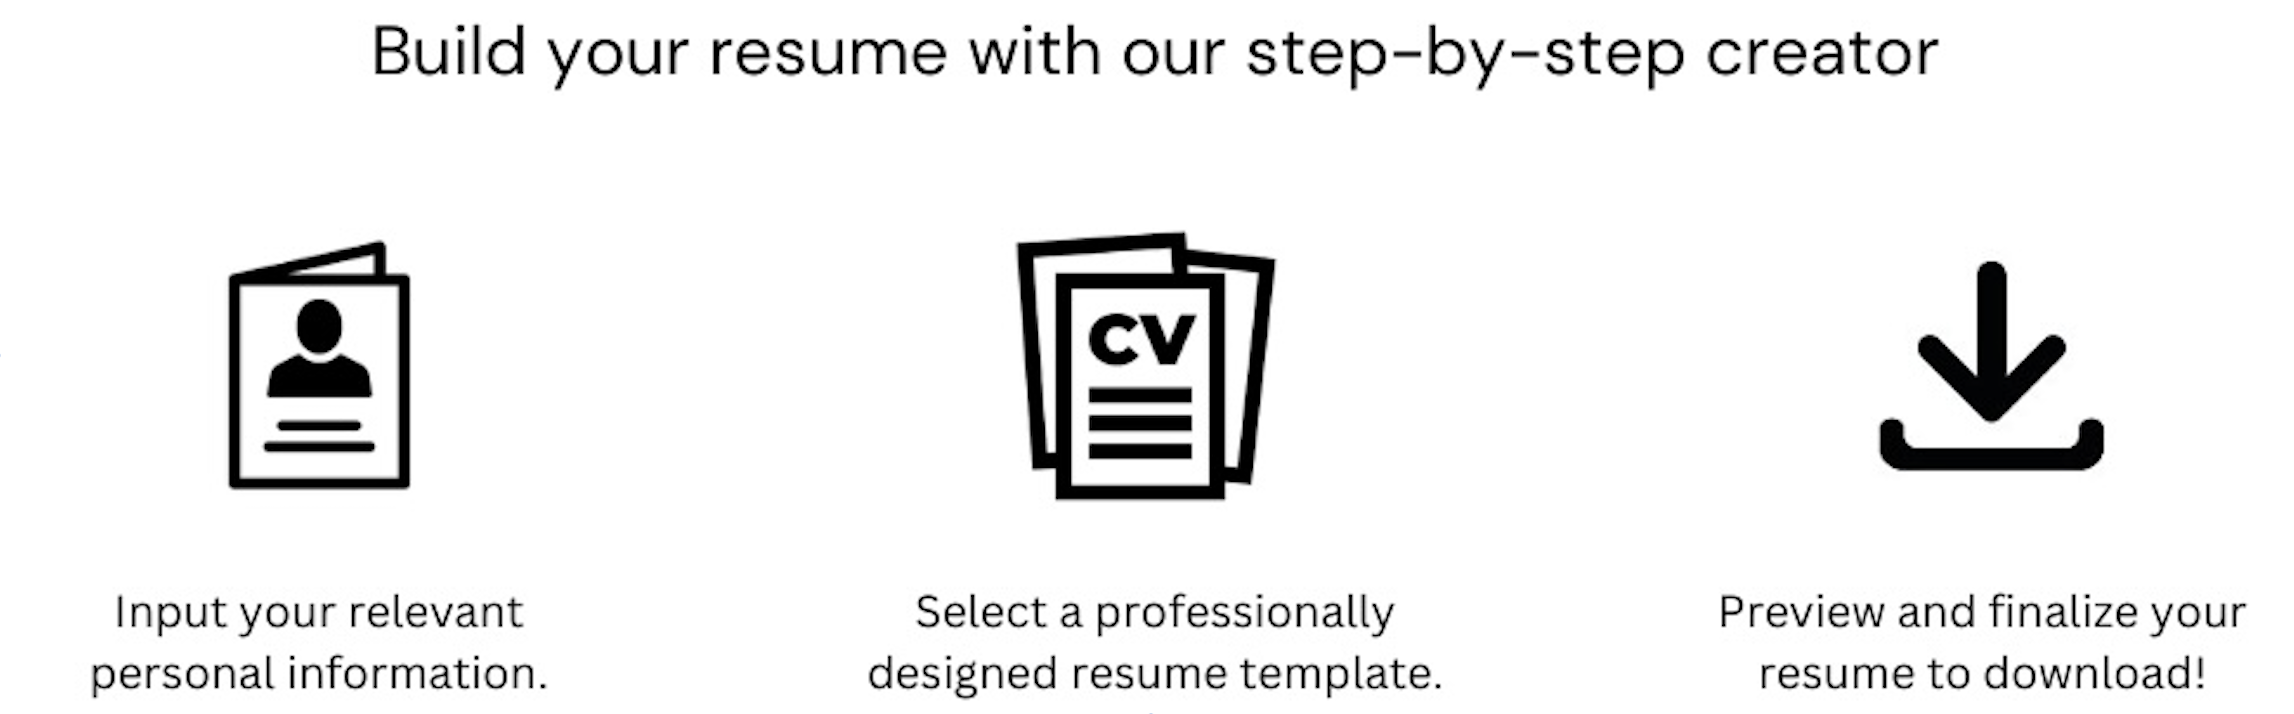 Build your resume with our step-by-step creator
CV
Input your relevant
personal information.
Select a professionally
designed resume template.
Preview and finalize your
resume to download!